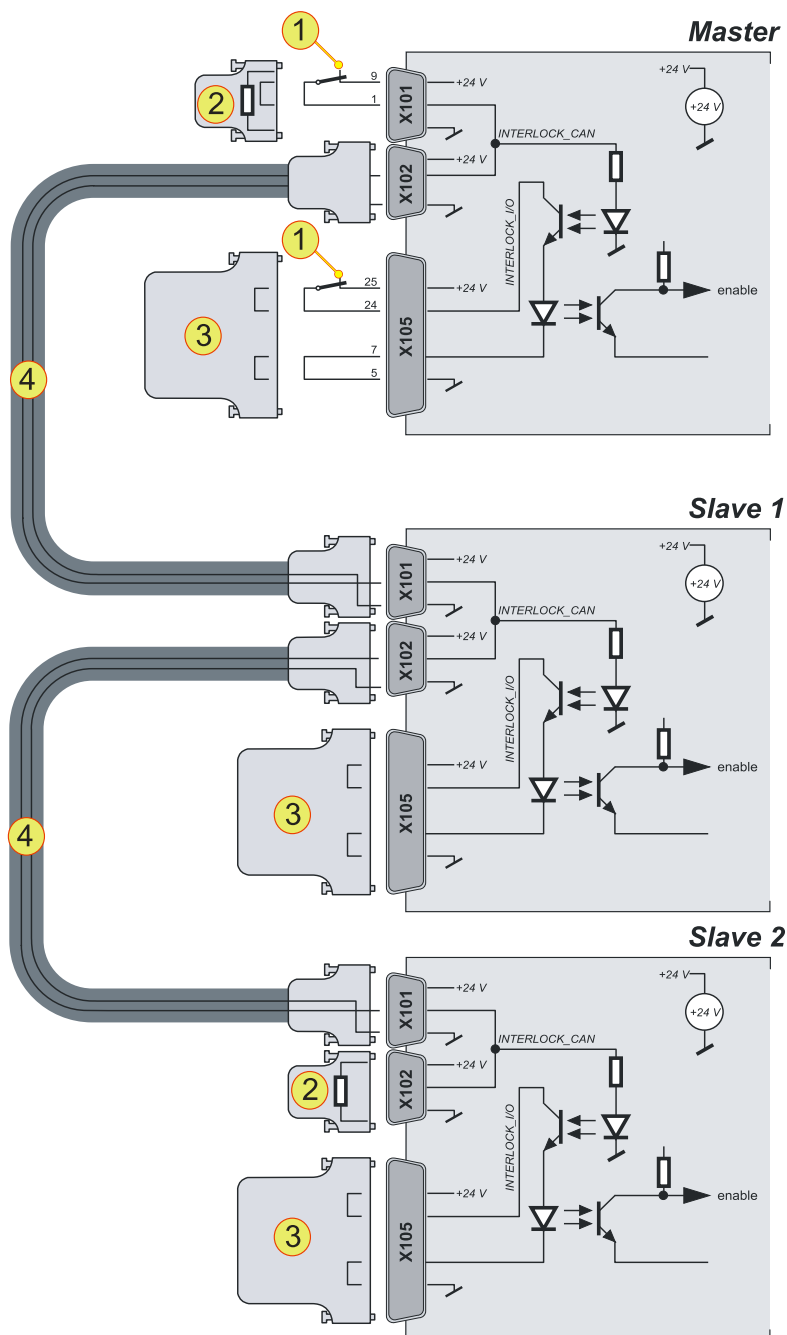 Master
1
9
1
2
X101
+24 V
+24 V
+24 V
INTERLOCK_CAN
X102
+24 V
INTERLOCK_I/O
1
25
24
7
5
3
X105
+24 V
enable
4
Slave 1
X101
+24 V
+24 V
+24 V
INTERLOCK_CAN
X102
+24 V
INTERLOCK_I/O
3
X105
+24 V
enable
4
Slave 2
X101
+24 V
+24 V
+24 V
INTERLOCK_CAN
2
X102
+24 V
INTERLOCK_I/O
3
X105
+24 V
enable